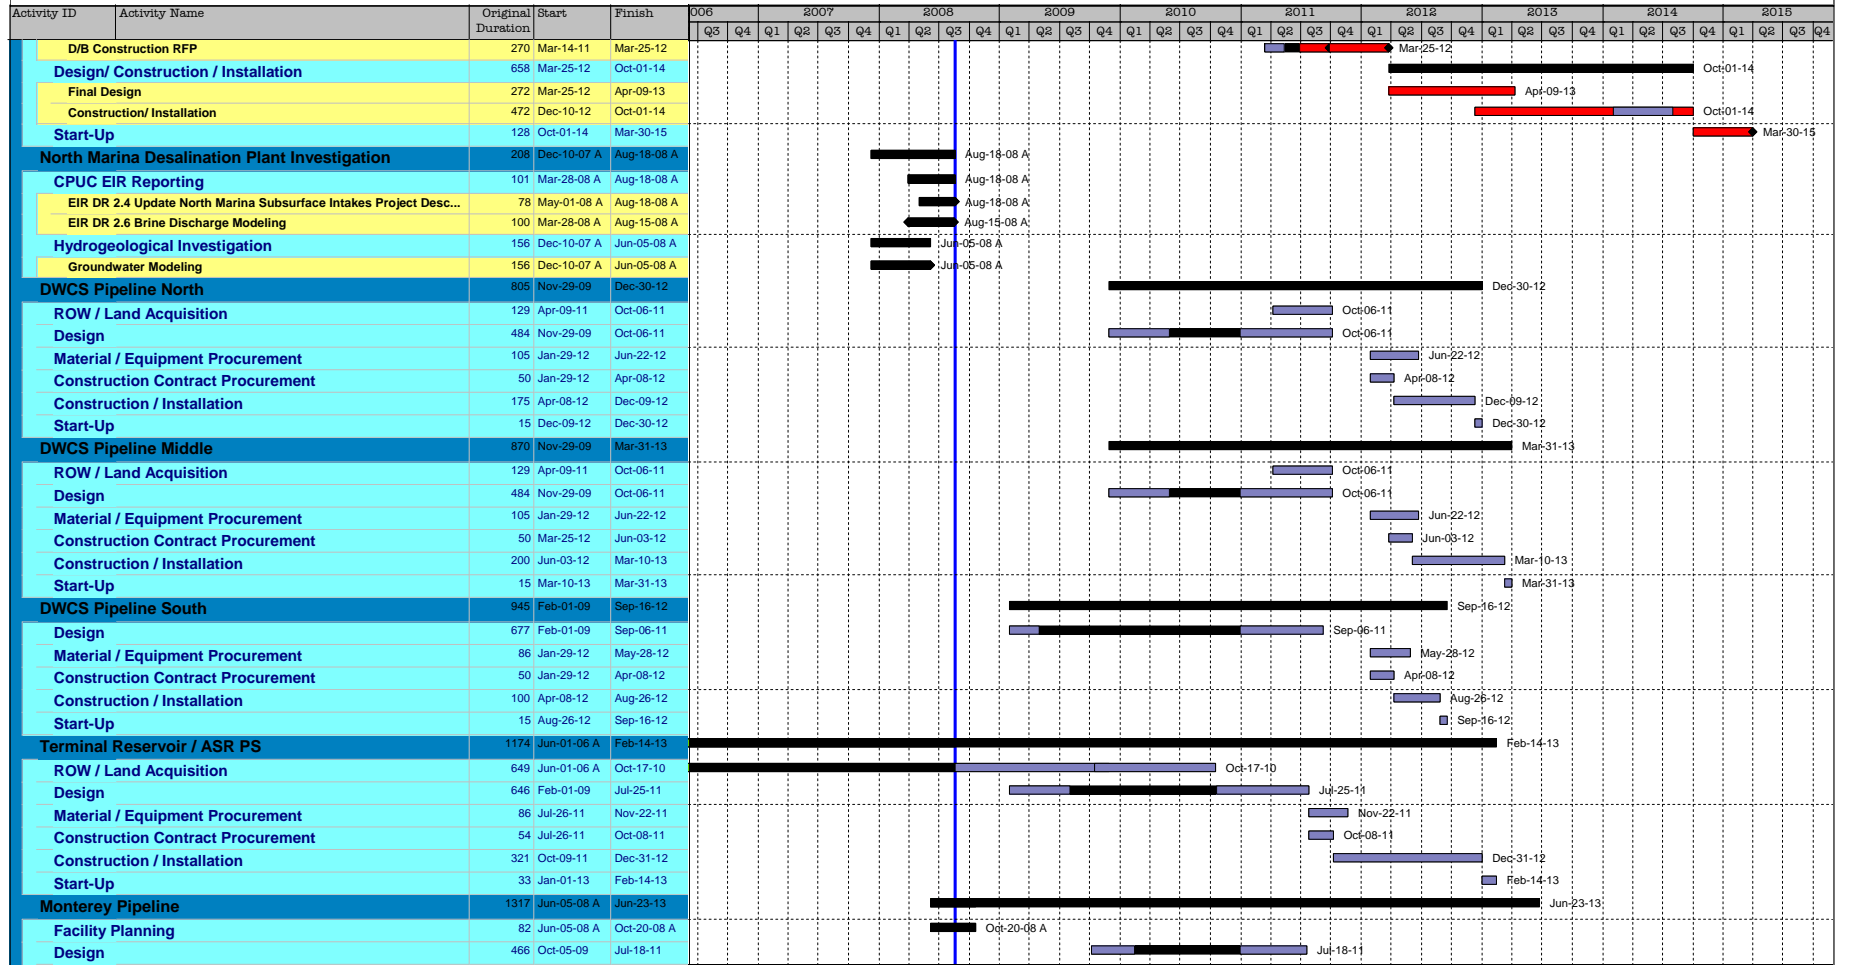 Activity ID Activity Name Original Start Finish 006 2007 2008 2009 2010 2011 2012 2013 2014 2015
Duration Q3 Q4 Q1 Q2 Q3 Q4 Q1 Q2 Q3 Q4 Q1 Q2 Q3 Q4 Q1 Q2 Q3 Q4 Q1 Q2 Q3 Q4 Q1 Q2 Q3 Q4 Q1 Q2 Q3 Q4 Q1 Q2 Q3 Q4 Q1 Q2 Q3 Q4
D/B Construction RFP 270 Mar-14-11 Mar-25-12 Mar-25-12
Design/ Construction / Installation 658 Mar-25-12 Oct-01-14 Oct-01-14
Final Design 272 Mar-25-12 Apr-09-13 Apr-09-13
Construction/ Installation 472 Dec-10-12 Oct-01-14 Oct-01-14
Start-Up 128 Oct-01-14 Mar-30-15 Mar-30-15
North Marina Desalination Plant Investigation 208 Dec-10-07 A Aug-18-08 A Aug-18-08 A
CPUC EIR Reporting 101 Mar-28-08 A Aug-18-08 A Aug-18-08 A
EIR DR 2.4 Update North Marina Subsurface Intakes Project Desc... 78 May-01-08 A Aug-18-08 A Aug-18-08 A
EIR DR 2.6 Brine Discharge Modeling 100 Mar-28-08 A Aug-15-08 A Aug-15-08 A
Hydrogeological Investigation 156 Dec-10-07 A Jun-05-08 A Jun-05-08 A
Groundwater Modeling 156 Dec-10-07 A Jun-05-08 A Jun-05-08 A
DWCS Pipeline North 805 Nov-29-09 Dec-30-12 Dec-30-12
ROW / Land Acquisition 129 Apr-09-11 Oct-06-11 Oct-06-11
Design 484 Nov-29-09 Oct-06-11 Oct-06-11
Material / Equipment Procurement 105 Jan-29-12 Jun-22-12 Jun-22-12
Construction Contract Procurement 50 Jan-29-12 Apr-08-12 Apr-08-12
Construction / Installation 175 Apr-08-12 Dec-09-12 Dec-09-12
Start-Up 15 Dec-09-12 Dec-30-12 Dec-30-12
DWCS Pipeline Middle 870 Nov-29-09 Mar-31-13 Mar-31-13
ROW / Land Acquisition 129 Apr-09-11 Oct-06-11 Oct-06-11
Design 484 Nov-29-09 Oct-06-11 Oct-06-11
Material / Equipment Procurement 105 Jan-29-12 Jun-22-12 Jun-22-12
Construction Contract Procurement 50 Mar-25-12 Jun-03-12 Jun-03-12
Construction / Installation 200 Jun-03-12 Mar-10-13 Mar-10-13
Start-Up 15 Mar-10-13 Mar-31-13 Mar-31-13
DWCS Pipeline South 945 Feb-01-09 Sep-16-12 Sep-16-12
Design 677 Feb-01-09 Sep-06-11 Sep-06-11
Material / Equipment Procurement 86 Jan-29-12 May-28-12 May-28-12
Construction Contract Procurement 50 Jan-29-12 Apr-08-12 Apr-08-12
Construction / Installation 100 Apr-08-12 Aug-26-12 Aug-26-12
Start-Up 15 Aug-26-12 Sep-16-12 Sep-16-12
Terminal Reservoir / ASR PS 1174 Jun-01-06 A Feb-14-13 Feb-14-13
ROW / Land Acquisition 649 Jun-01-06 A Oct-17-10 Oct-17-10
Design 646 Feb-01-09 Jul-25-11 Jul-25-11
Material / Equipment Procurement 86 Jul-26-11 Nov-22-11 Nov-22-11
Construction Contract Procurement 54 Jul-26-11 Oct-08-11 Oct-08-11
Construction / Installation 321 Oct-09-11 Dec-31-12 Dec-31-12
Start-Up 33 Jan-01-13 Feb-14-13 Feb-14-13
Monterey Pipeline 1317 Jun-05-08 A Jun-23-13 Jun-23-13
Facility Planning 82 Jun-05-08 A Oct-20-08 A Oct-20-08 A
Design 466 Oct-05-09 Jul-18-11 Jul-18-11